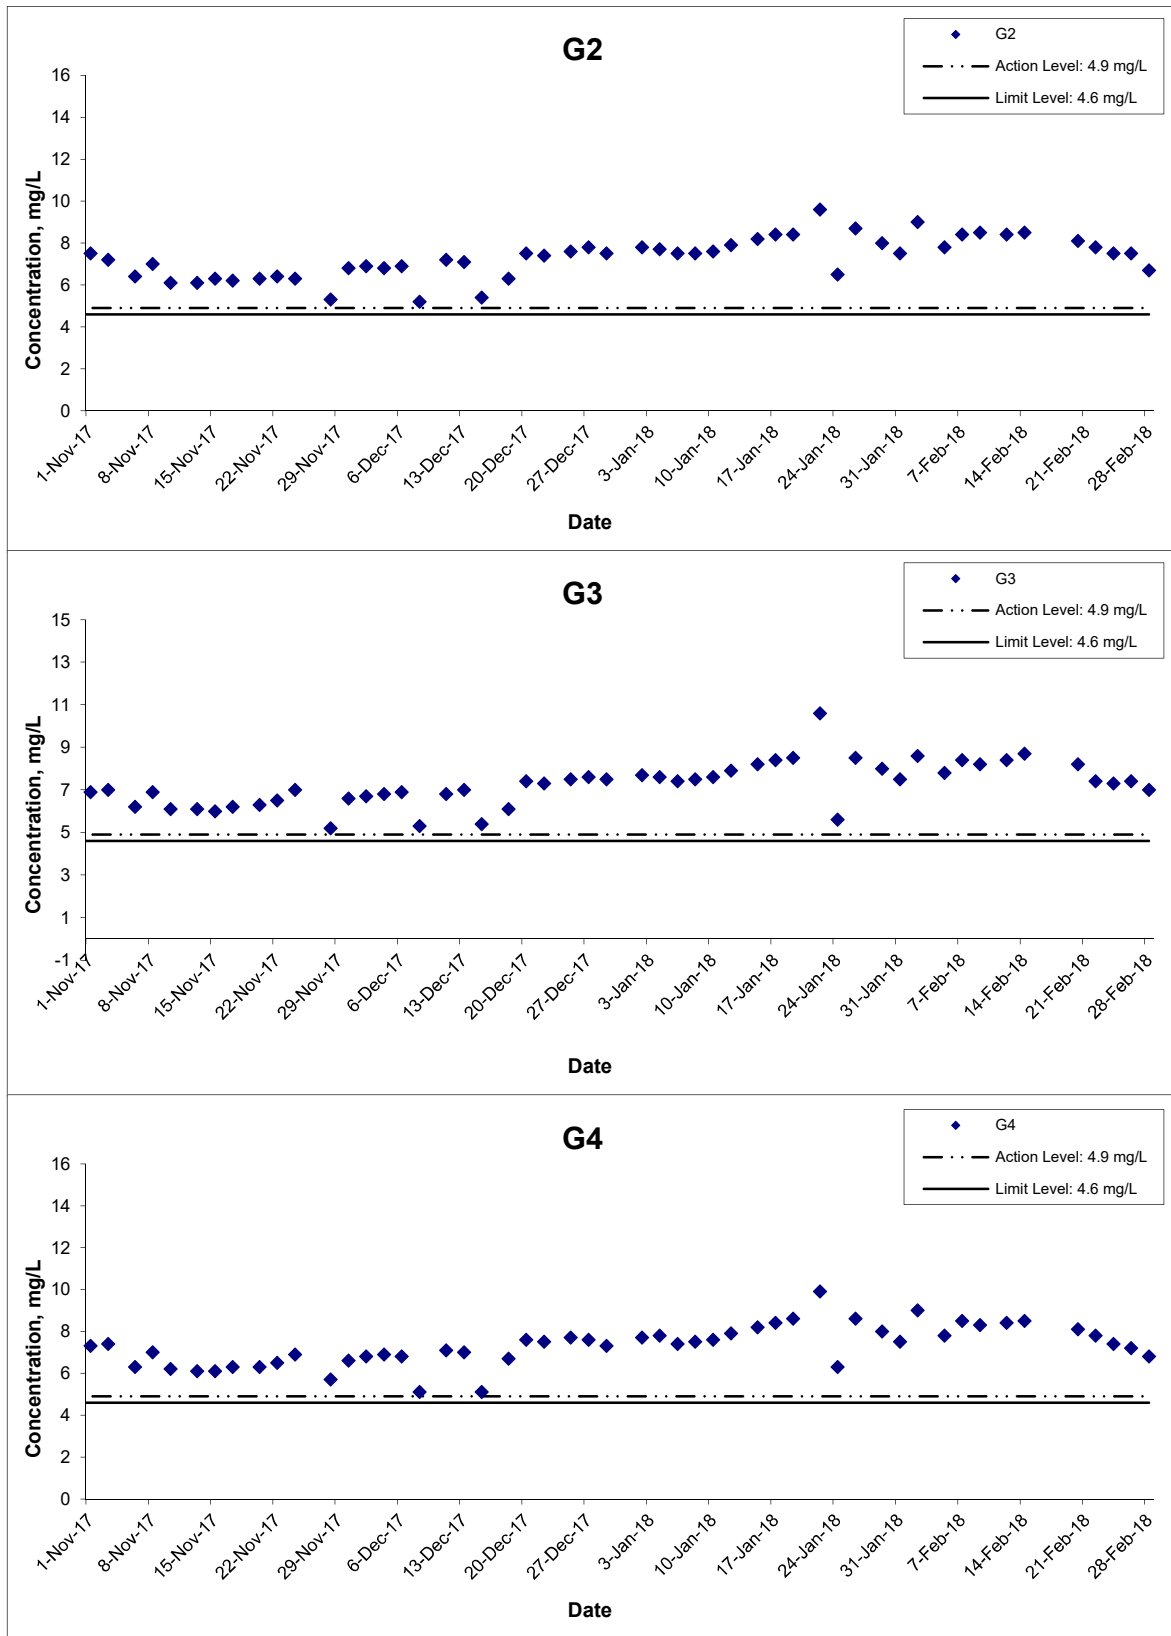 G2
G2
Action Level: 4.9 mg/L
Limit Level: 4.6 mg/L
Concentration, mg/L
16
14
12
10
8
6
4
2
0
1-Nov-17
8-Nov-17
15-Nov-17
22-Nov-17
29-Nov-17
6-Dec-17
13-Dec-17
20-Dec-17
27-Dec-17
3-Jan-18
10-Jan-18
17-Jan-18
24-Jan-18
31-Jan-18
7-Feb-18
14-Feb-18
21-Feb-18
28-Feb-18
Date
G3
G3
Action Level: 4.9 mg/L
Limit Level: 4.6 mg/L
Concentration, mg/L
15
13
11
9
7
5
3
1
-1
1-Nov-17
8-Nov-17
15-Nov-17
22-Nov-17
29-Nov-17
6-Dec-17
13-Dec-17
20-Dec-17
27-Dec-17
3-Jan-18
10-Jan-18
17-Jan-18
24-Jan-18
31-Jan-18
7-Feb-18
14-Feb-18
21-Feb-18
28-Feb-18
Date
G4
G4
Action Level: 4.9 mg/L
Limit Level: 4.6 mg/L
Concentration, mg/L
16
14
12
10
8
6
4
2
0
1-Nov-17
8-Nov-17
15-Nov-17
22-Nov-17
29-Nov-17
6-Dec-17
13-Dec-17
20-Dec-17
27-Dec-17
3-Jan-18
10-Jan-18
17-Jan-18
24-Jan-18
31-Jan-18
7-Feb-18
14-Feb-18
21-Feb-18
28-Feb-18
Date